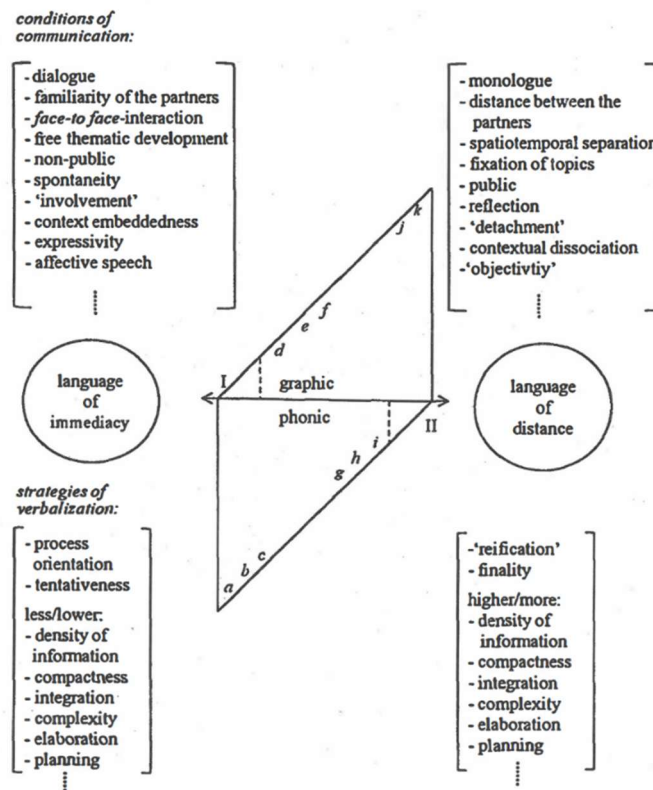 conditions of
communication:
- dialogue
- familiarity of the partners
- face-to face-interaction
- free thematic development
- non-public
- spontaneity
- ‘involvement’
- context embeddedness
- expressivity
- affective speech
- monologue
- distance between the
partners
- spatiotemporal separation
- fixation of topics
- public
- reflection
- ‘detachment’
- contextual dissociation
-‘objectivtiy’
k
j
f
e
d
I
graphic
phonic
II
i
h
g
c
b
a
language
of
immediacy
language
of
distance
strategies of
verbalization:
- process
orientation
- tentativeness
less/lower:
- density of
information
- compactness
- integration
- complexity
- elaboration
- planning
-‘reification’
- finality
higher/more:
- density of
information
- compactness
- integration
- complexity
- elaboration
- planning